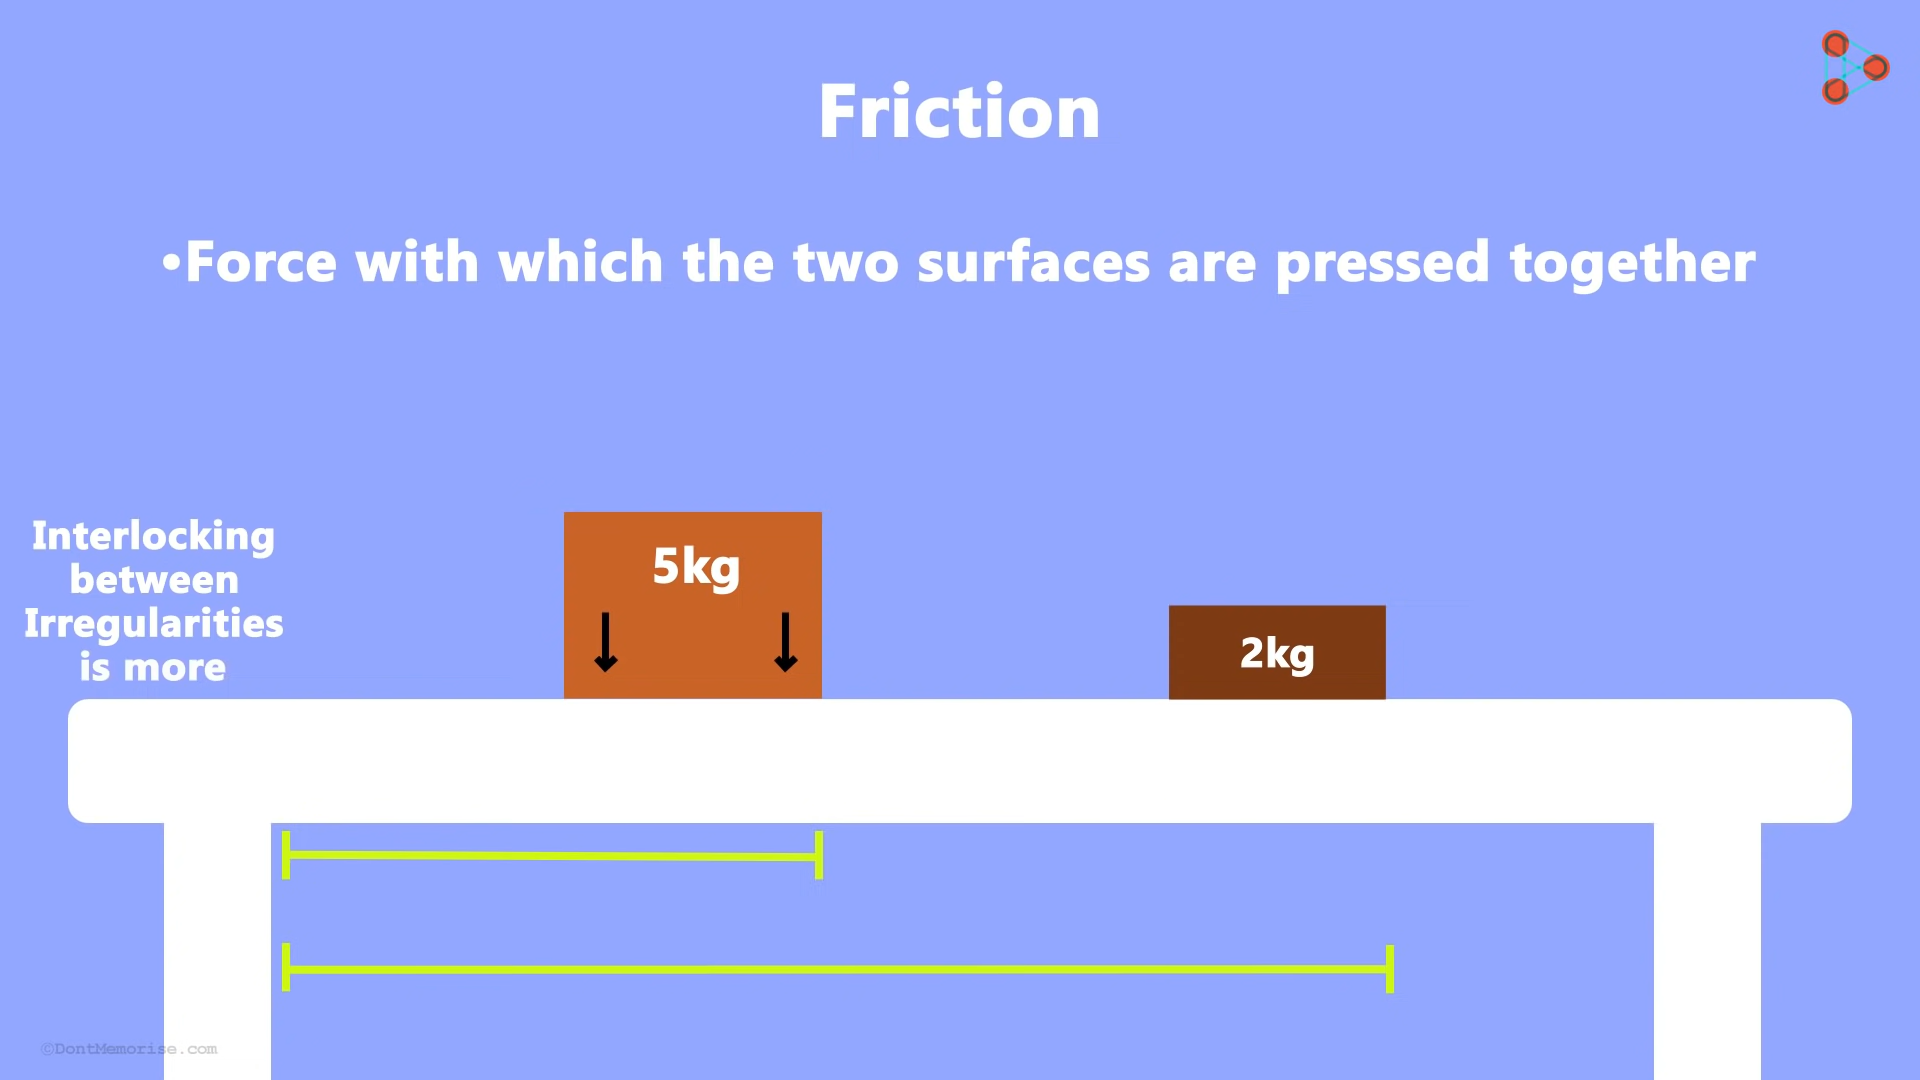 Friction
•Force with which the two surfaces are pressed together
Interlocking
between
Irregularities
is more
5kg
2kg
©DontMemorise.com